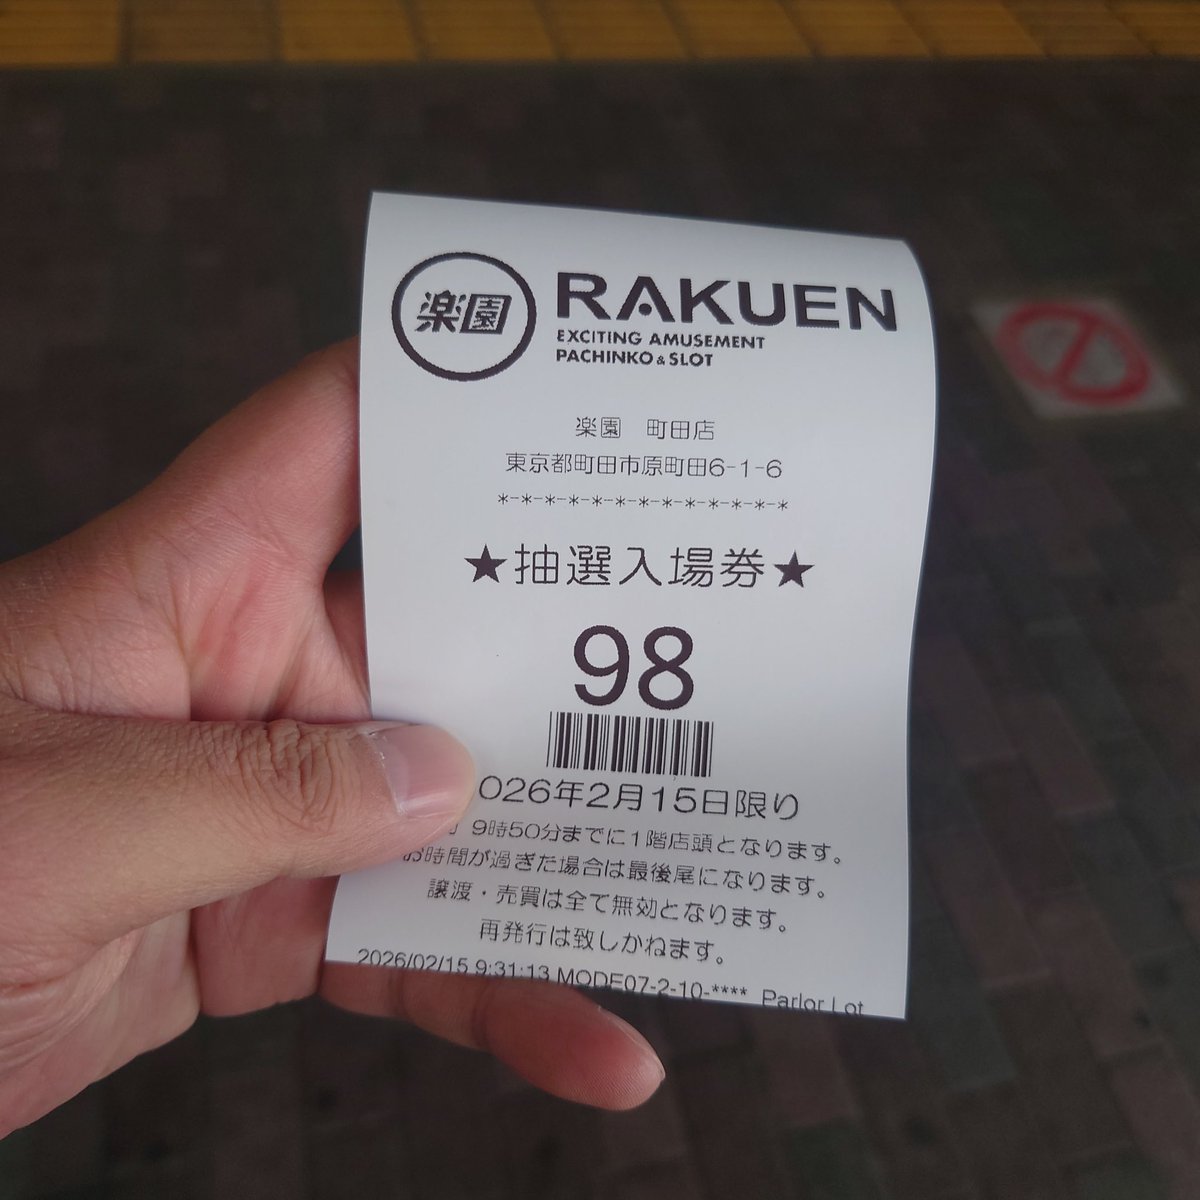 楽園
RAKUEN
EXCITING AMUSEMENT
PACHINKO & SLOT
楽園 町田店
東京都町田市原町田6-1-6
*-*-*-*-*-*-*-*-*-*-*-*-*
★抽選入場券★
98
026年2月15日限り
9時50分までに1階店頭となります。
お時間が過ぎた場合は最後尾になります。
譲渡・売買は全て無効となります。
再発行は致しかねます。
2026/02/15 9:31:13 MODE07-2-10-**** Parlor Lot